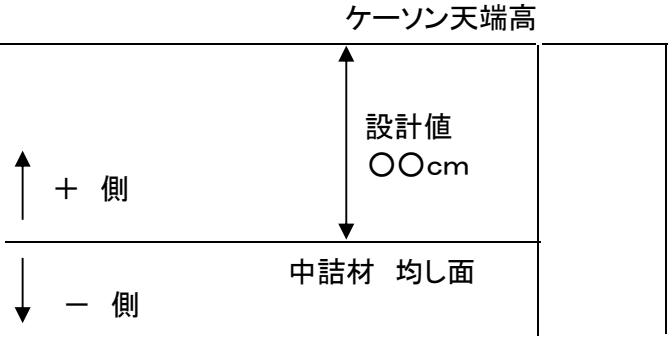 ケーソン天端高
設計値
〇〇cm
＋ 側
中詰材 均し面
－ 側